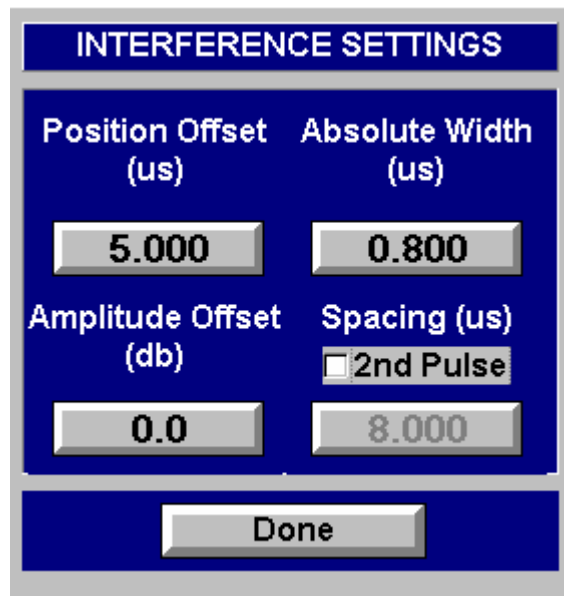 INTERFERENCE SETTINGS
Position Offset
(us)
Absolute Width
(us)
5.000
0.800
Amplitude Offset
(db)
Spacing (us)
2nd Pulse
0.0
8.000
Done